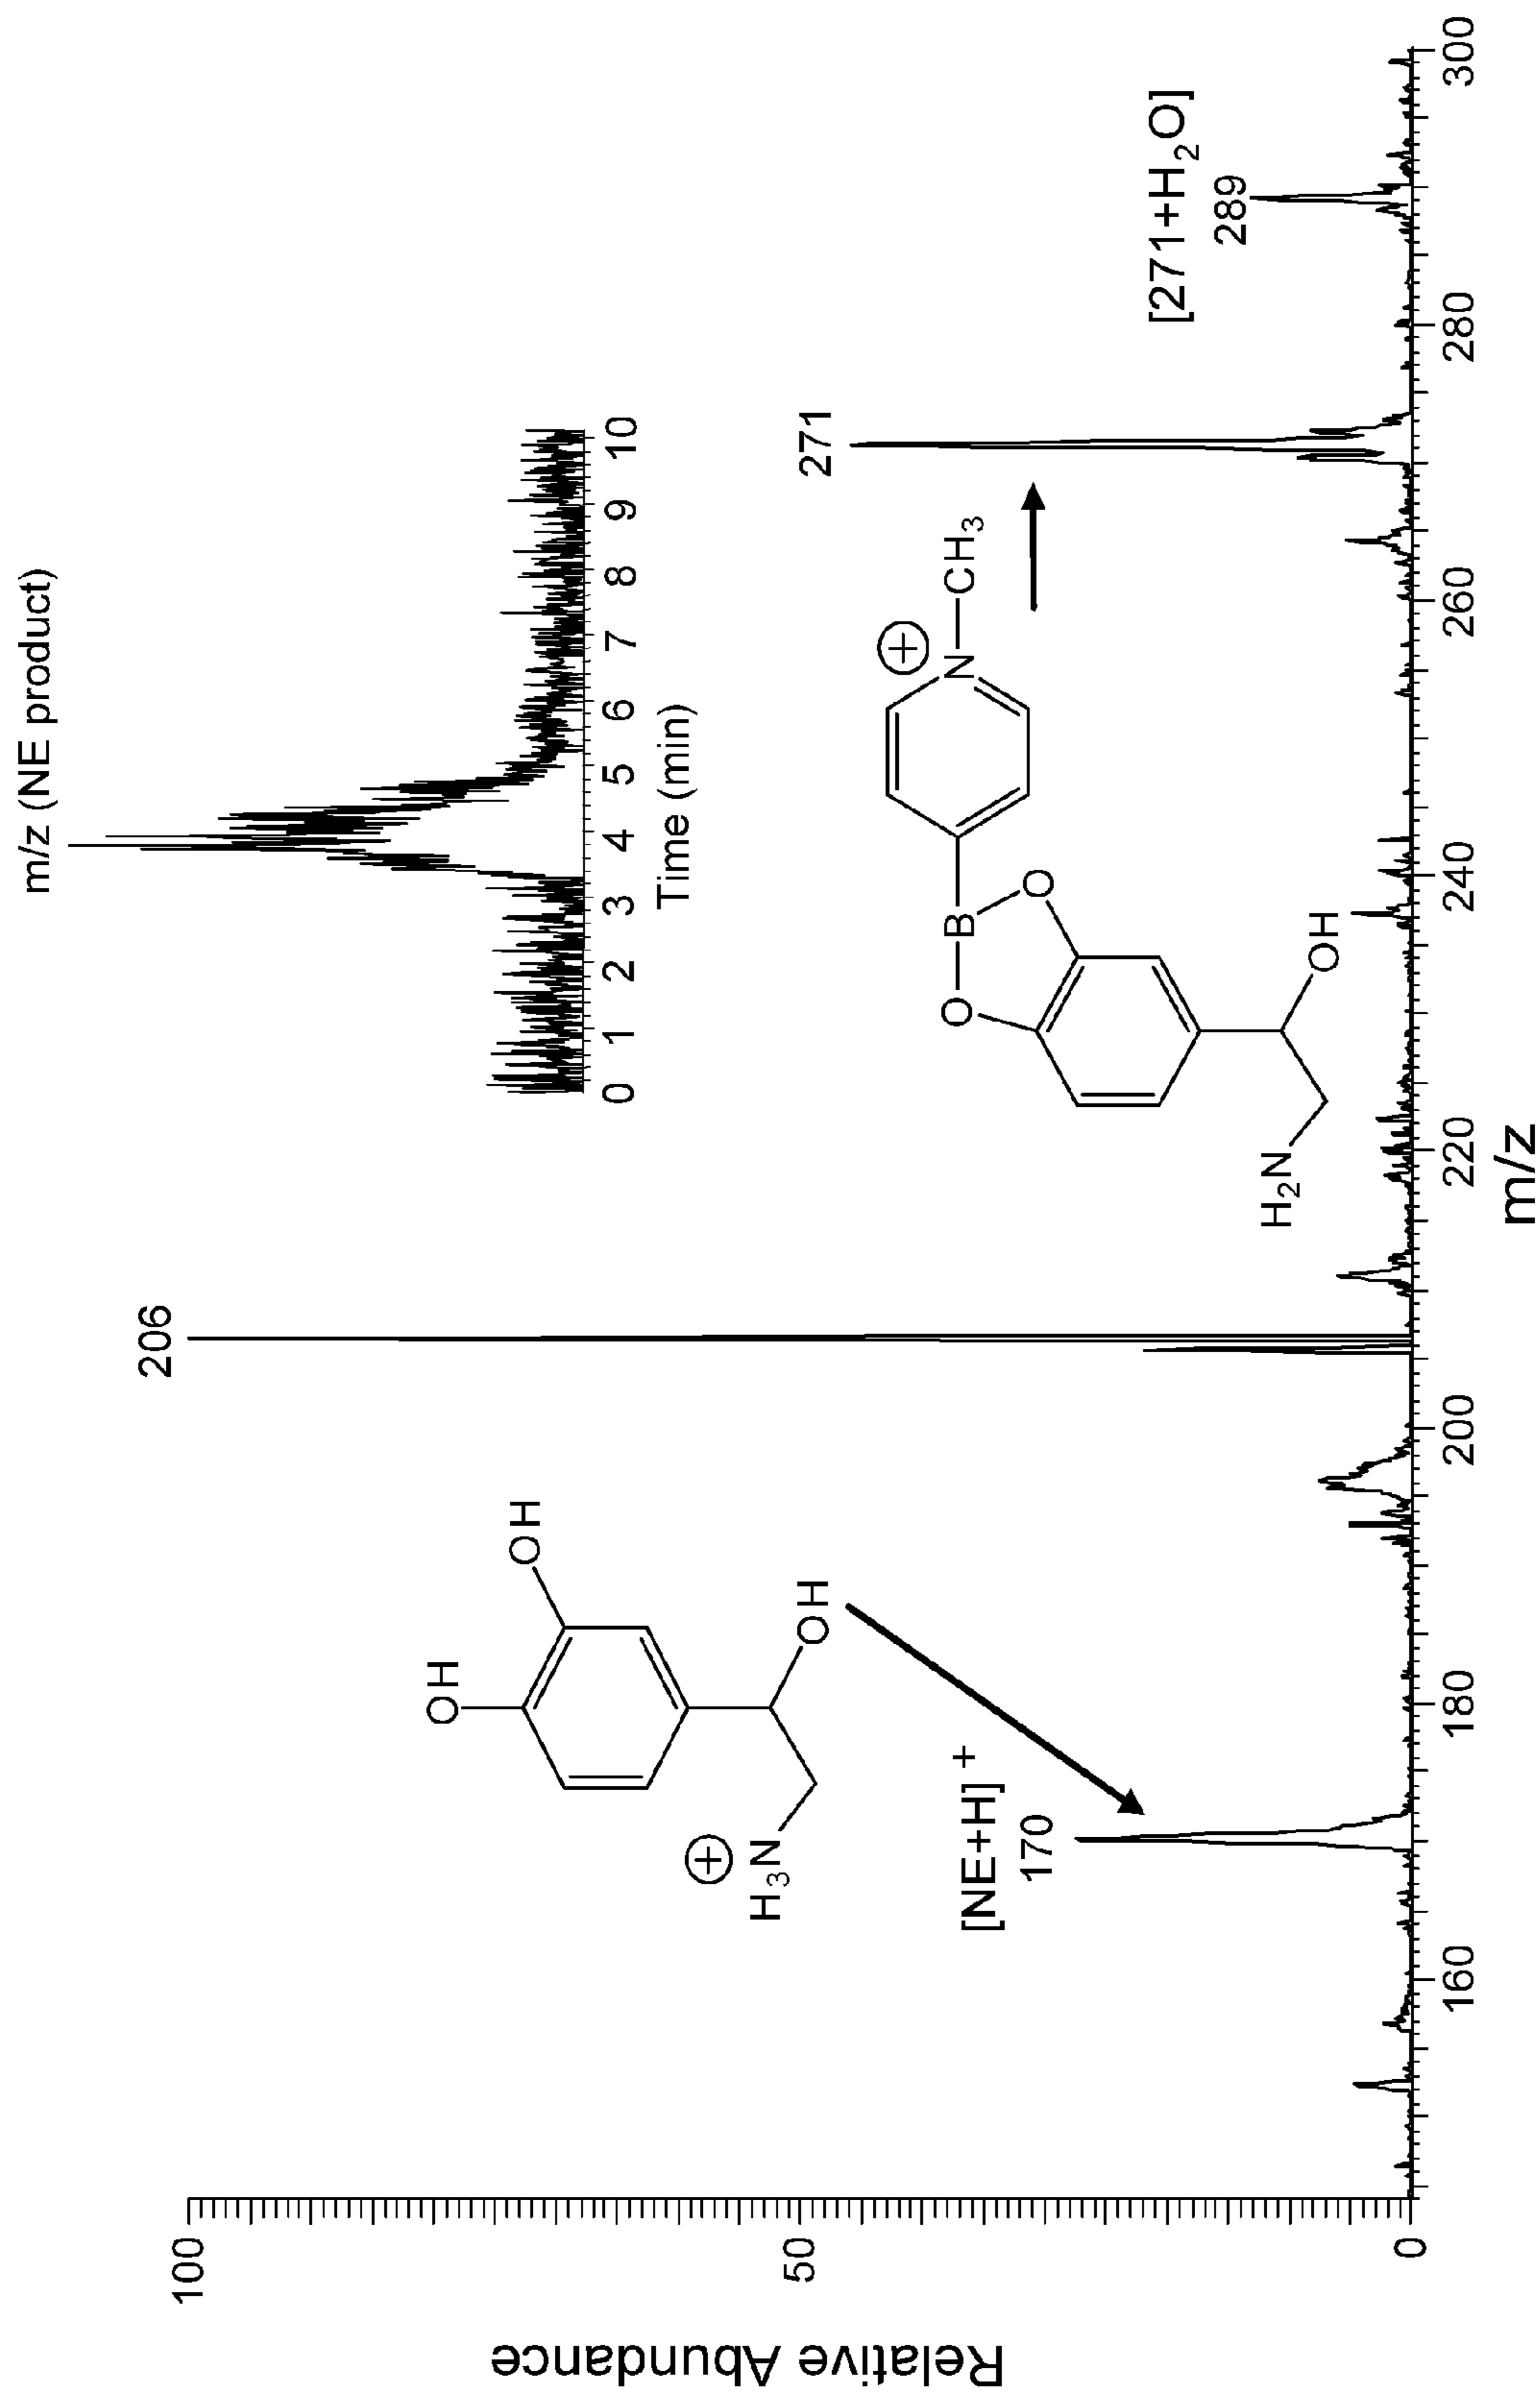 m/z (NE product)
0 1 2 3 4 5 6 7 8 9 10
Time (min)
Relative Abundance
100
50
0
206
271
[271+H2O]
289
[NE+H]+
170
OH
OH
OH
+
H3N
+
N
CH3
B
O
O
OH
H2N
160 180 200 220 240 260 280 300
m/z